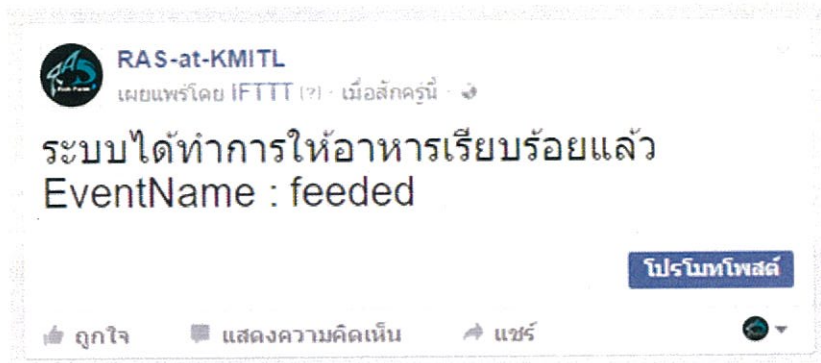 RAS-at-KMITL
เผยแพร่โดย IFTTT [?] · เมื่อสักครู่นี้ ·
ระบบได้ทำการให้อาหารเรียบร้อยแล้ว
EventName : feeded
โปรโมทโพสต์
ถูกใจ แสดงความคิดเห็น แชร์